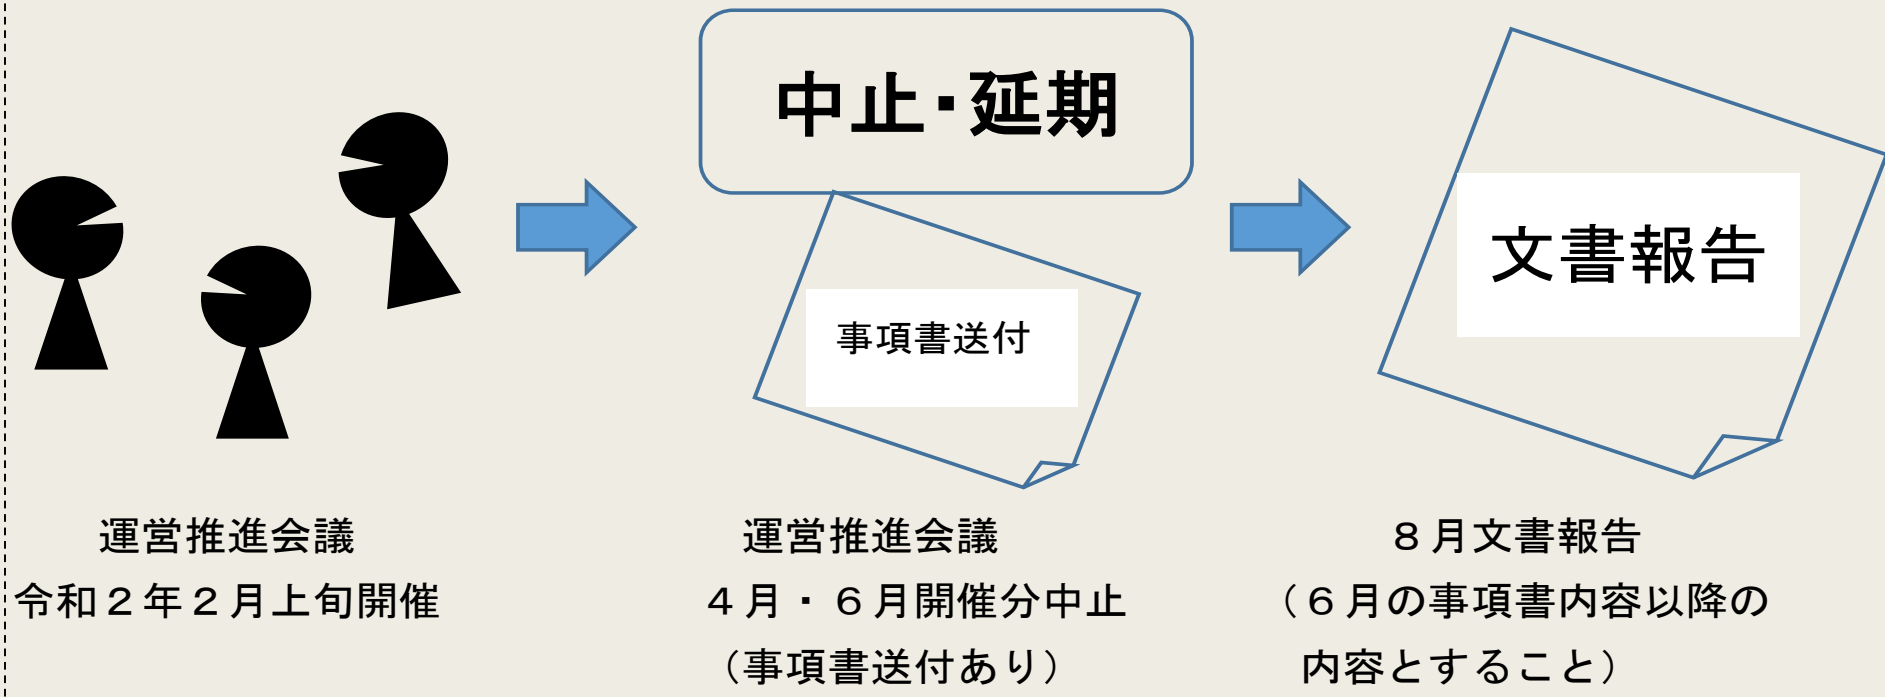 中止・延期
事項書送付
文書報告
運営推進会議
令和２年２月上旬開催
運営推進会議
４月・６月開催分中止
（事項書送付あり）
８月文書報告
（６月の事項書内容以降の
内容とすること）